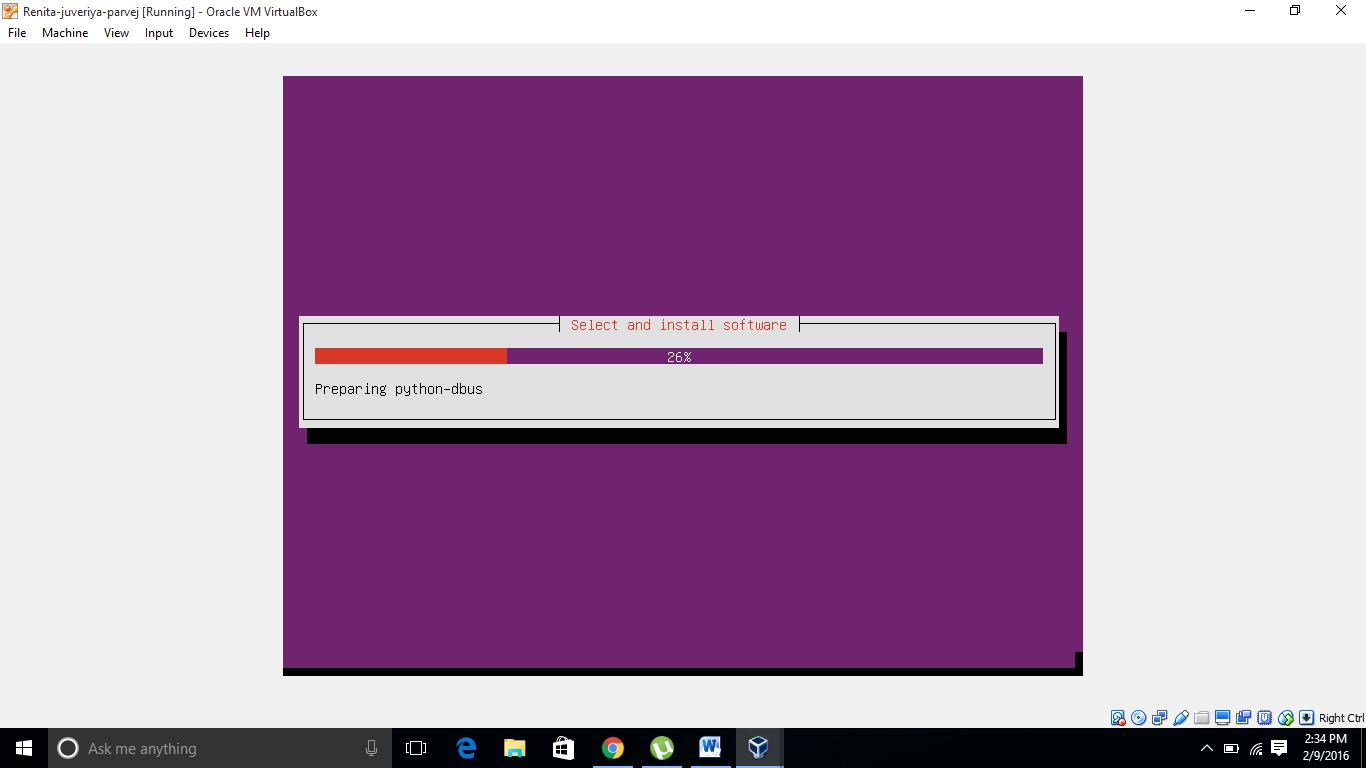 Renita-juveriya-parvej [Running] - Oracle VM VirtualBox
File Machine View Input Devices Help
Select and install software
26%
Preparing python-dbus
Right Ctrl
Ask me anything
2:34 PM
2/9/2016